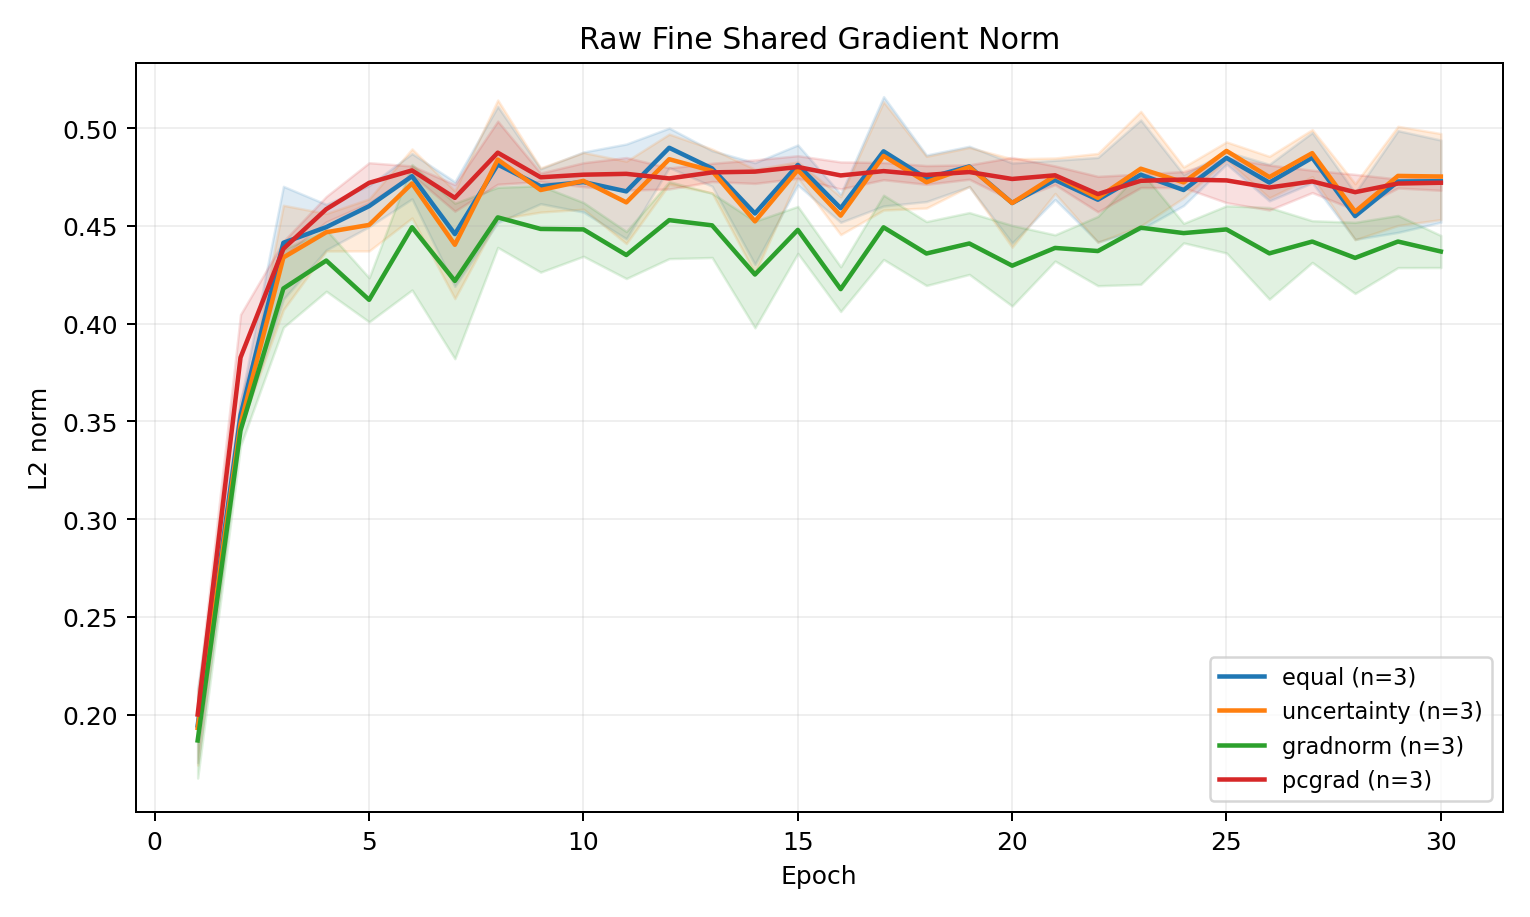 Raw Fine Shared Gradient Norm
L2 norm
0.50
0.45
0.40
0.35
0.30
0.25
0.20
0 5 10 15 20 25 30
Epoch
equal (n=3)
uncertainty (n=3)
gradnorm (n=3)
pcgrad (n=3)